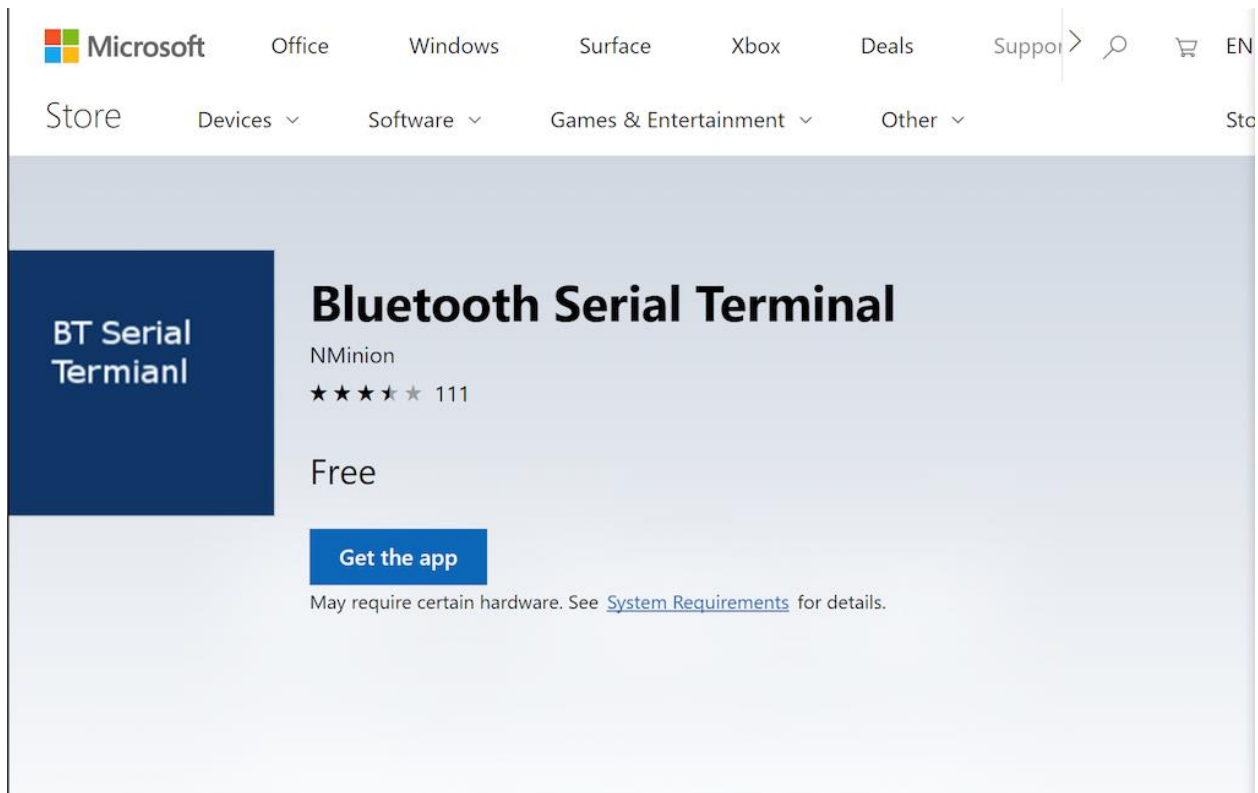 Microsoft Office Windows Surface Xbox Deals EN
Store Devices Software Games & Entertainment Other
BT Serial
Termianl
Bluetooth Serial Terminal
NMinion
111
Free
Get the app
May require certain hardware. See System Requirements for details.